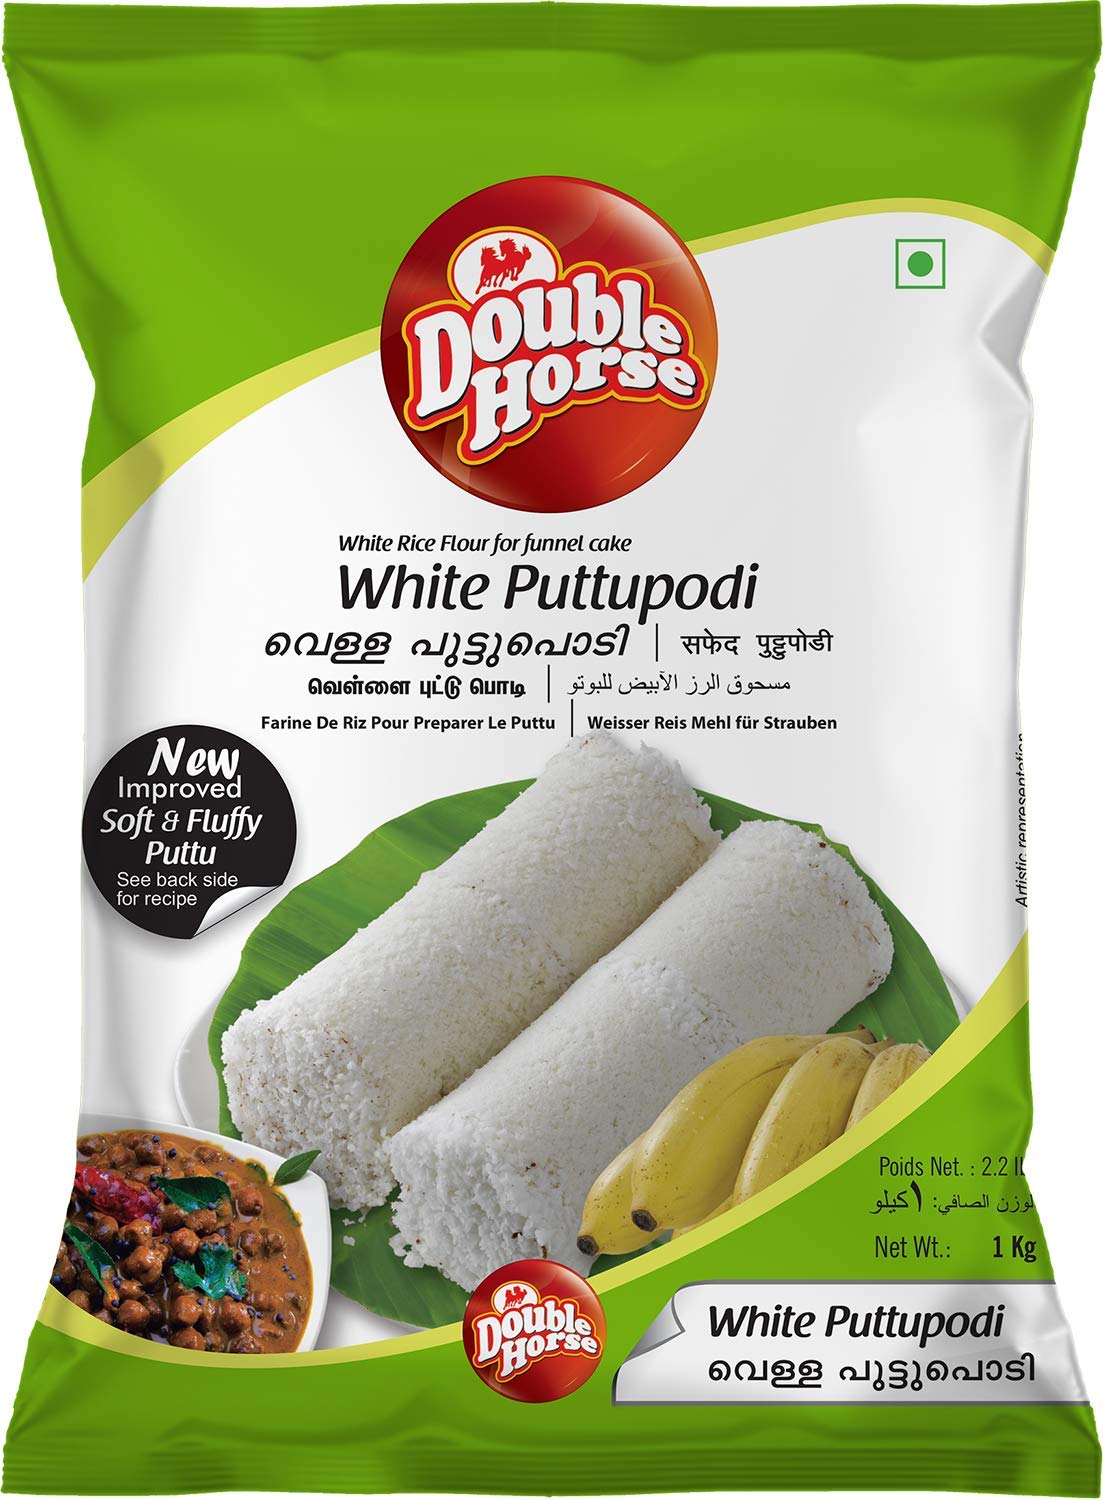 Double
Horse
White Rice Flour for funnel cake
White Puttupodi
വെള്ള പുട്ടുപൊടി | सफेद पुट्टुपोडी
வெள்ளை புட்டு பொடி | مسحوق الرز الأبيض للبوتو
Farine De Riz Pour Preparer Le Puttu | Weisser Reis Mehl für Strauben
New
Improved
Soft & Fluffy
Puttu
See back side
for recipe
Artistic representation
Poids Net. : 2.2
لوزن الصافي: ١كيلو
Net Wt.: 1 Kg
Double
Horse
White Puttupodi
വെള്ള പുട്ടുപൊടി